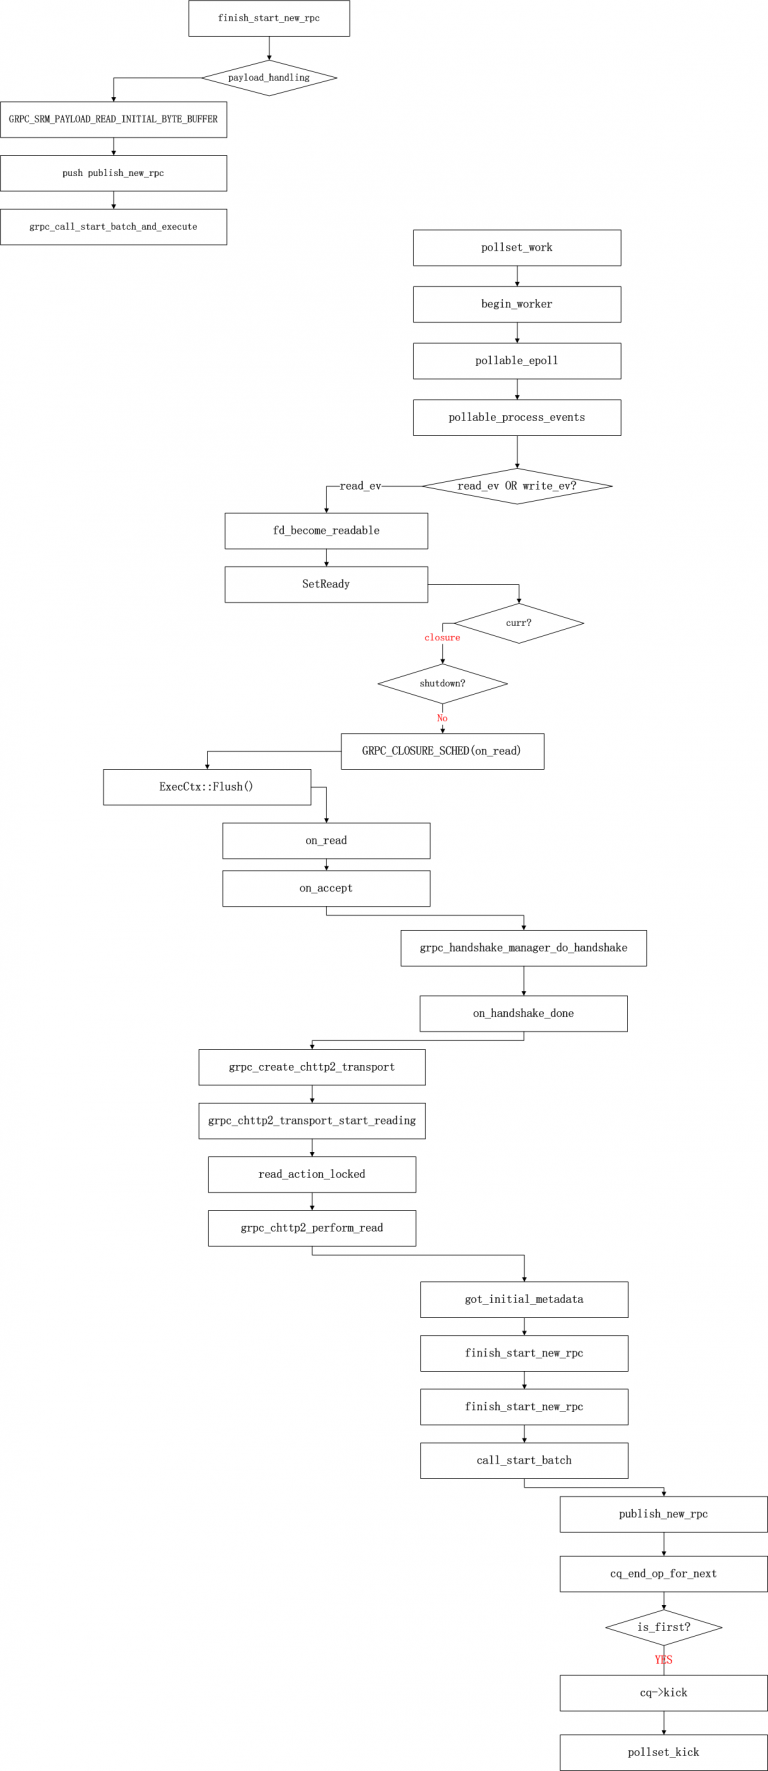 finish_start_new_rpc
payload_handling
GRPC_SRM_PAYLOAD_READ_INITIAL_BYTE_BUFFER
push publish_new_rpc
grpc_call_start_batch_and_execute
pollset_work
begin_worker
pollable_epoll
pollable_process_events
read_ev OR write_ev?
read_ev
fd_become_readable
SetReady
curr?
closure
shutdown?
No
GRPC_CLOSURE_SCHED(on_read)
ExecCtx::Flush()
on_read
on_accept
grpc_handshake_manager_do_handshake
on_handshake_done
grpc_create_chttp2_transport
grpc_chttp2_transport_start_reading
read_action_locked
grpc_chttp2_perform_read
got_initial_metadata
finish_start_new_rpc
finish_start_new_rpc
call_start_batch
publish_new_rpc
cq_end_op_for_next
is_first?
YES
cq->kick
pollset_kick